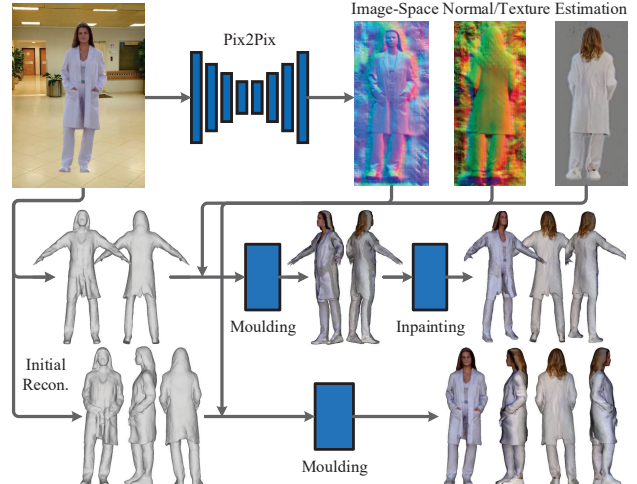 Image-Space Normal/Texture Estimation
Pix2Pix
Moulding
Inpainting
Initial
Recon.
Moulding